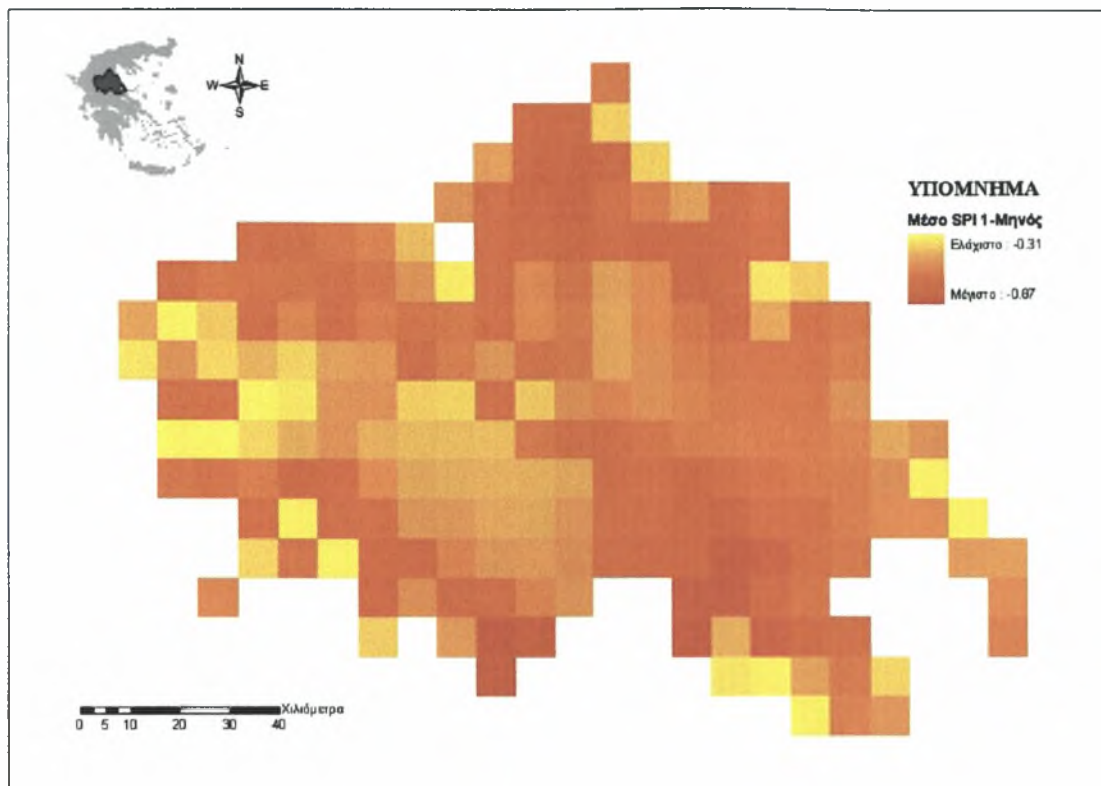 N
W E
S
ΥΠΟΜΝΗΜΑ
Μέσο SPI 1-Μηνός
Ελάχιστο : -0.31
Μέγιστο : -0.87
Χιλιόμετρα
0 5 10 20 30 40